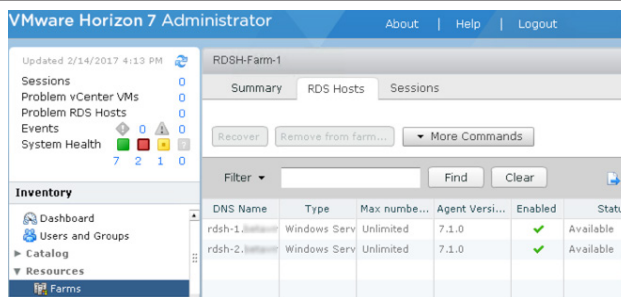 VMware Horizon 7 Administrator
About | Help | Logout
Updated 2/14/2017 4:13 PM
Sessions 0
Problem vCenter VMs 0
Problem RDS Hosts 0
Events 0 0
System Health
7 2 1 0
Inventory
Dashboard
Users and Groups
Catalog
Resources
Farms
RDSH-Farm-1
Summary RDS Hosts Sessions
Recover Remove from farm... More Commands
Filter Find Clear
DNS Name Type Max numbe... Agent Versi... Enabled Statu
rdsh-1. Windows Serv Unlimited 7.1.0 Available
rdsh-2. Windows Serv Unlimited 7.1.0 Available